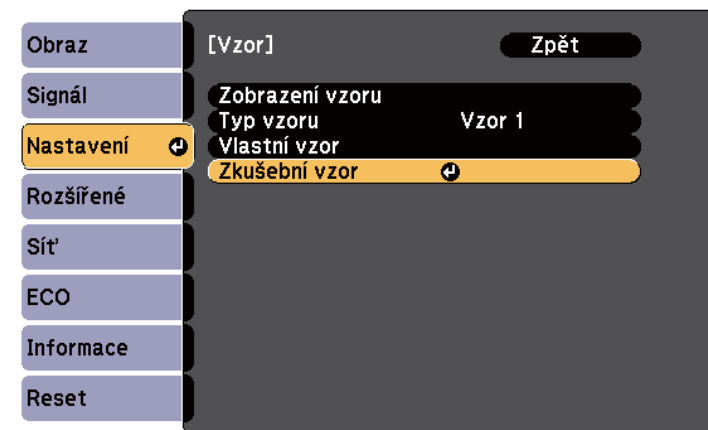 Obraz
Signál
Nastavení
Rozšířené
Síť
ECO
Informace
Reset
[Vzor] Zpět
Zobrazení vzoru
Typ vzoru Vzor 1
Vlastní vzor
Zkušební vzor